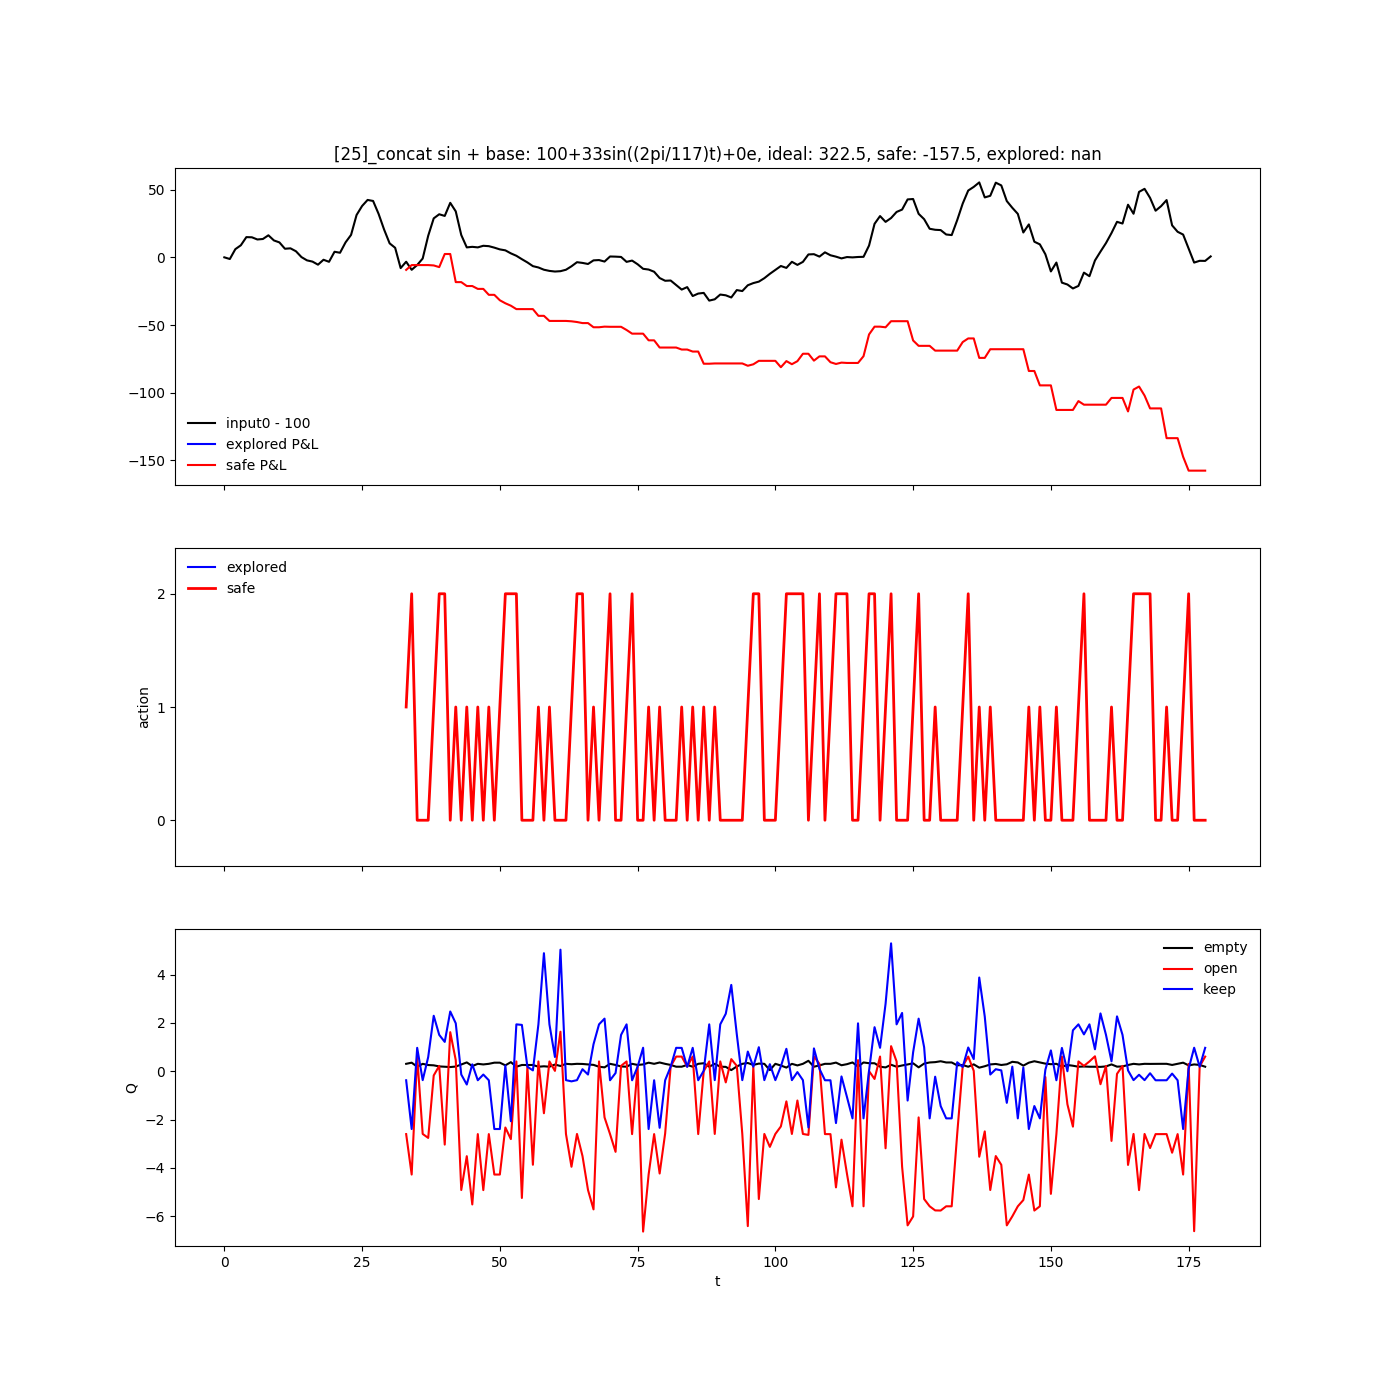 [25]_concat sin + base: 100+33sin((2pi/117)t)+0e, ideal: 322.5, safe: -157.5, explored: nan
50
0
−50
−100
−150
input0 - 100
explored P&L
safe P&L
explored
safe
2
1
0
action
empty
open
keep
4
2
0
−2
−4
−6
Q
0
25
50
75
100
125
150
175
t